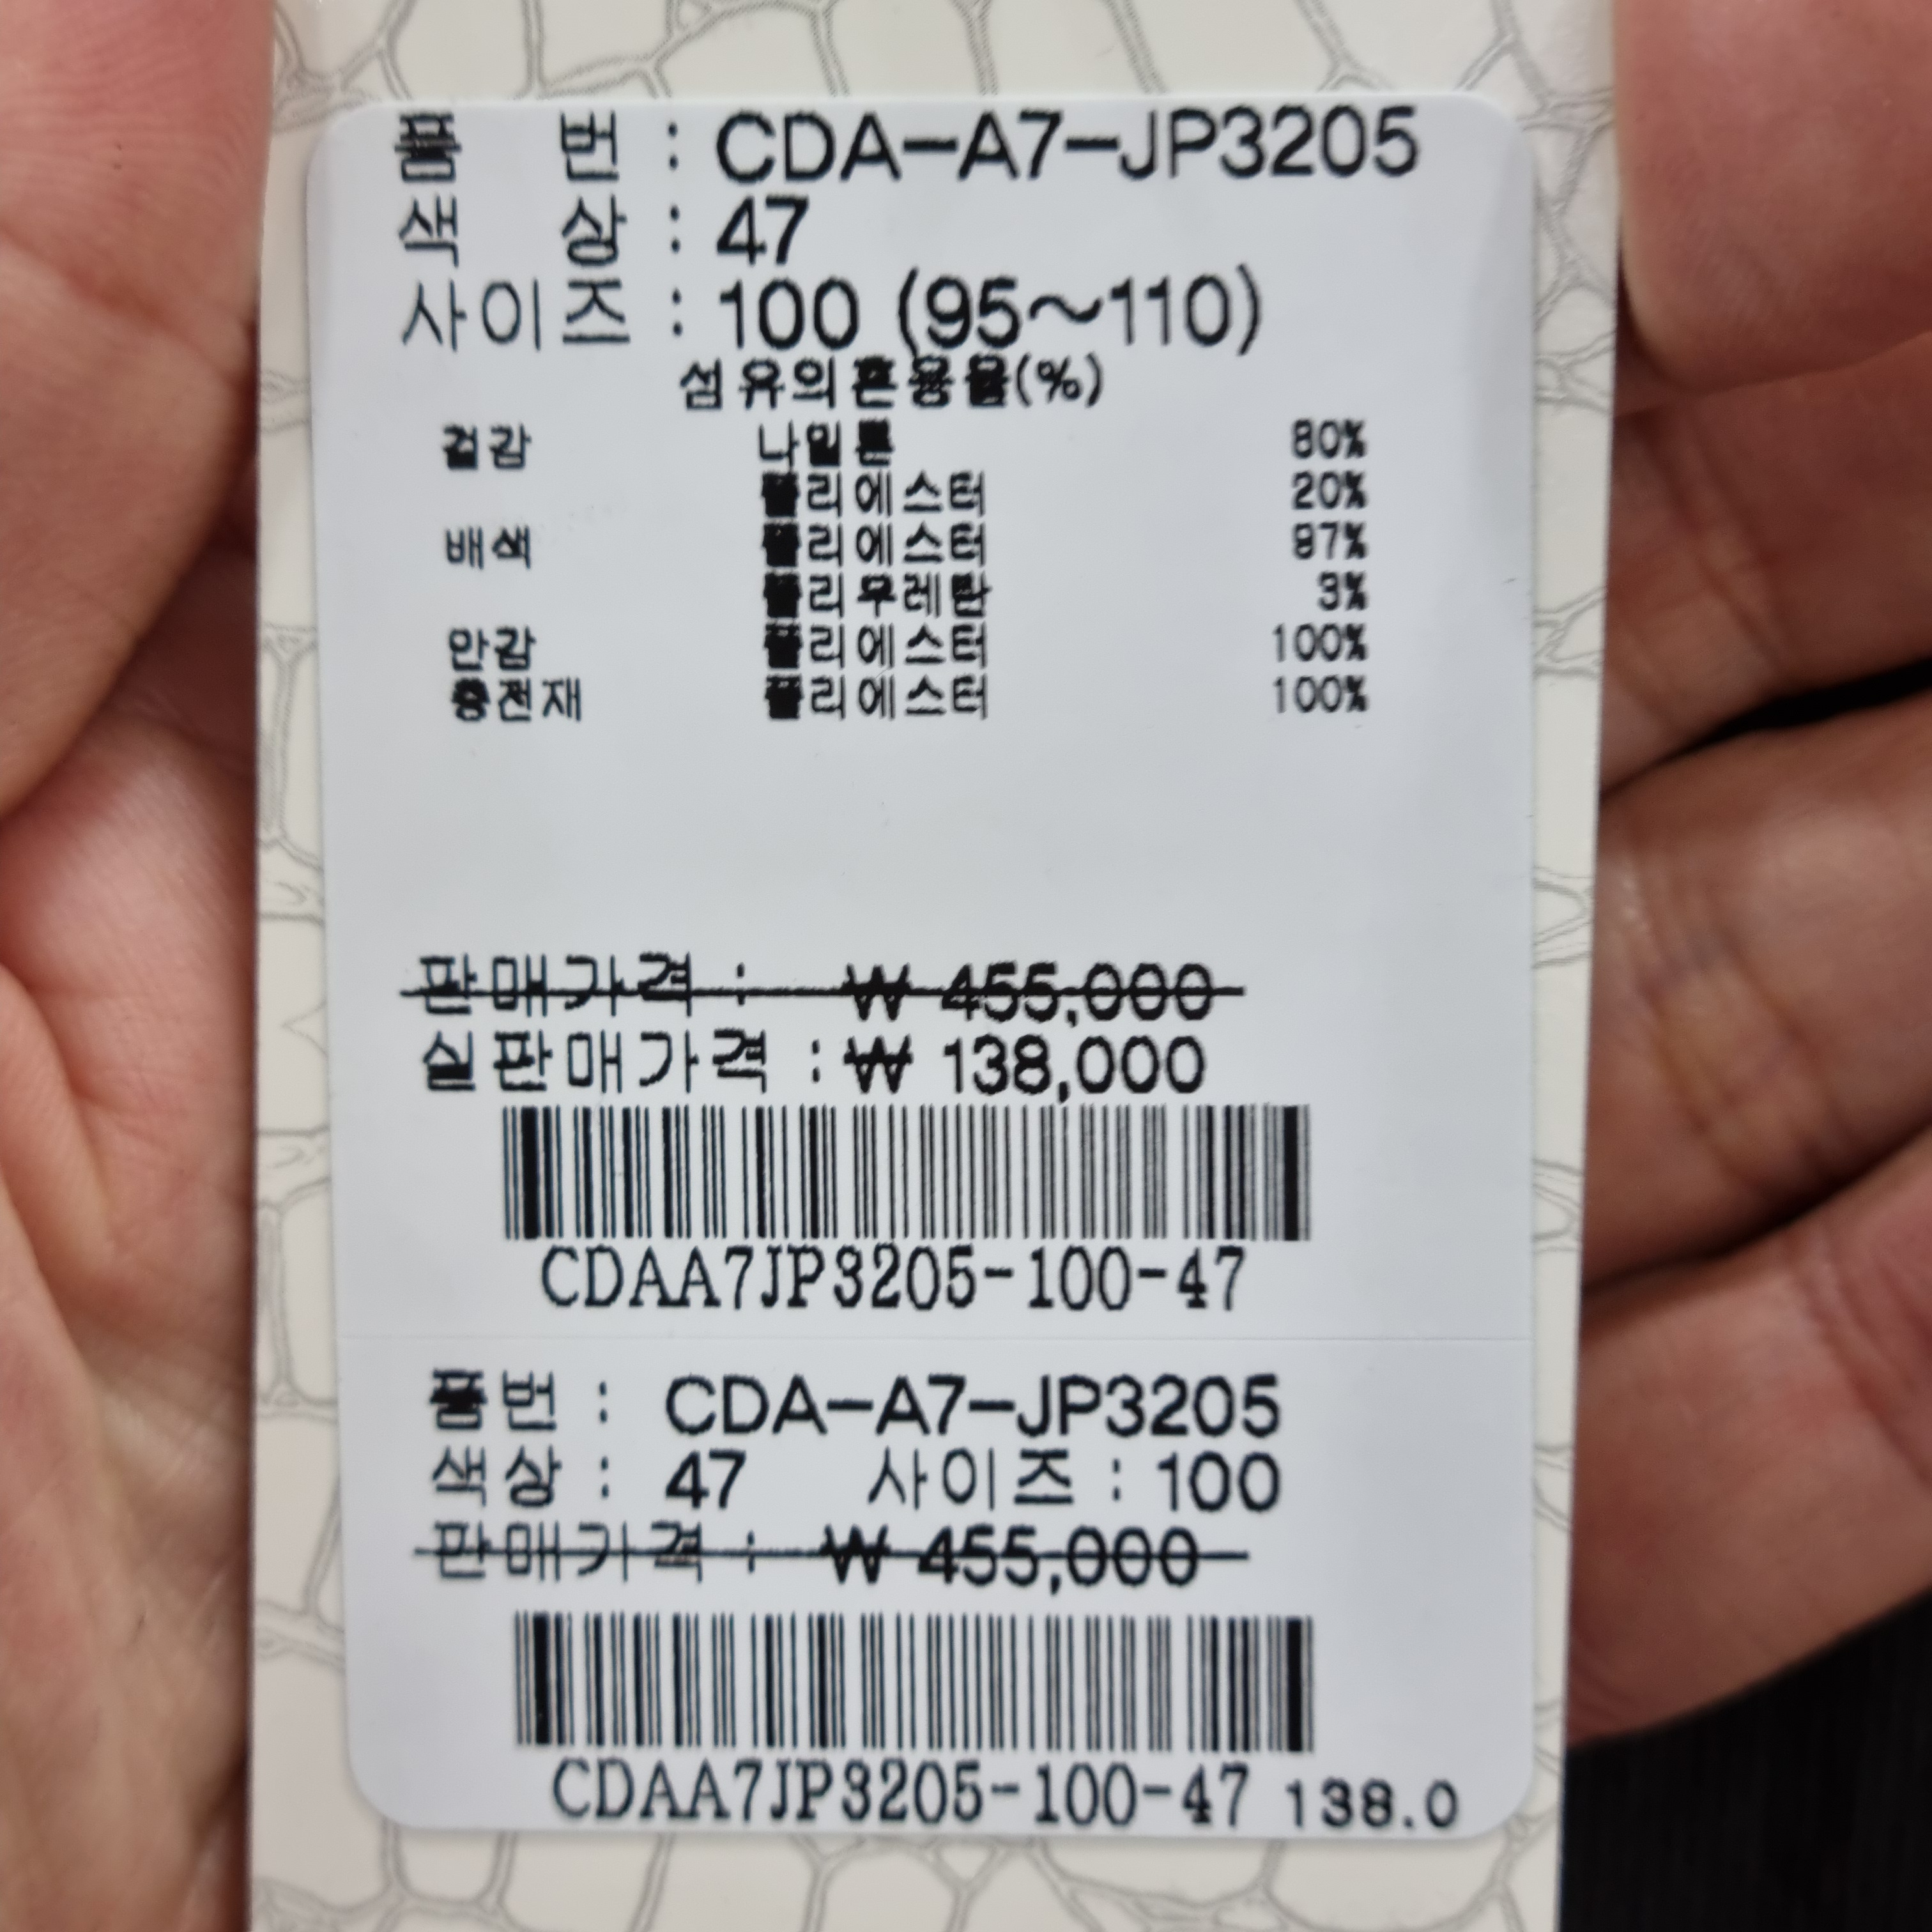 품 번 : CDA-A7-JP3205
색 상 : 47
사이즈 : 100 (95~110)
섬유의혼용율(%)
겉감 나일론 80%
폴리에스터 20%
배색 폴리에스터 97%
폴리우레탄 3%
안감 폴리에스터 100%
충전재 폴리에스터 100%
판매가격 : ₩ 455,000
실판매가격 : ₩ 138,000
CDAA7JP3205-100-47
품번 : CDA-A7-JP3205
색상 : 47 사이즈 : 100
판매가격 : ₩ 455,000
CDAA7JP3205-100-47 138.0